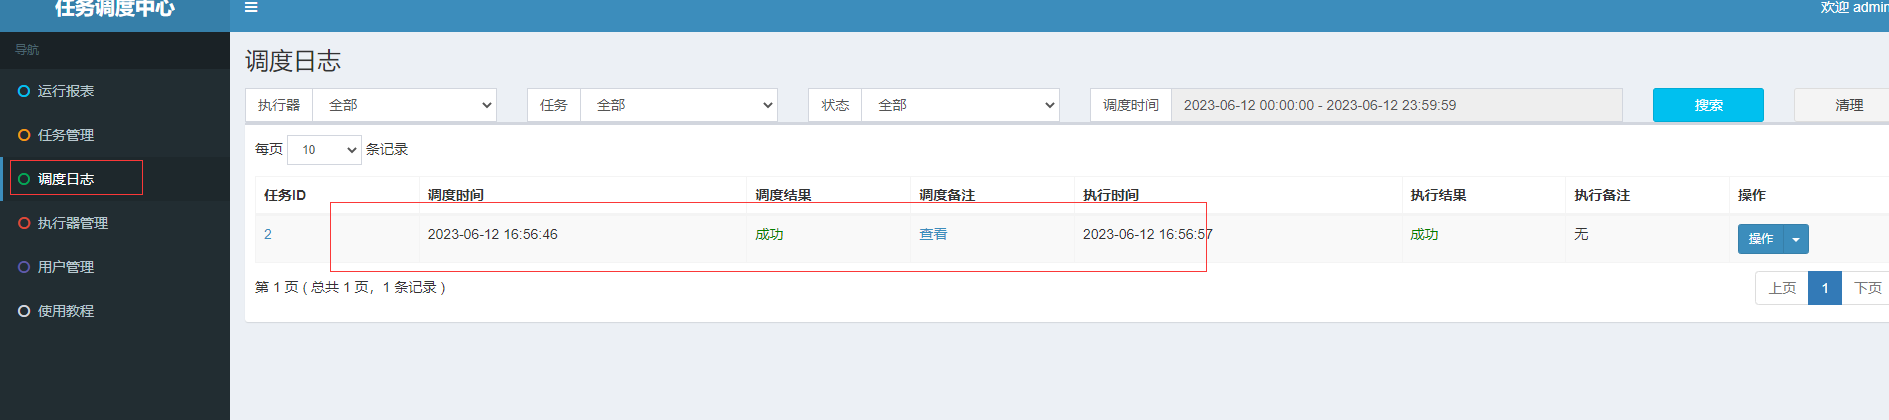 任务调度中心
欢迎 admin
导航
运行报表
任务管理
调度日志
执行器管理
用户管理
使用教程
调度日志
执行器 全部 任务 全部 状态 全部 调度时间 2023-06-12 00:00:00 - 2023-06-12 23:59:59 搜索 清理
每页 10 条记录
任务ID 调度时间 调度结果 调度备注 执行时间 执行结果 执行备注 操作
2 2023-06-12 16:56:46 成功 查看 2023-06-12 16:56:57 成功 无 操作
第 1 页 ( 总共 1 页，1 条记录 ) 上页 1 下页